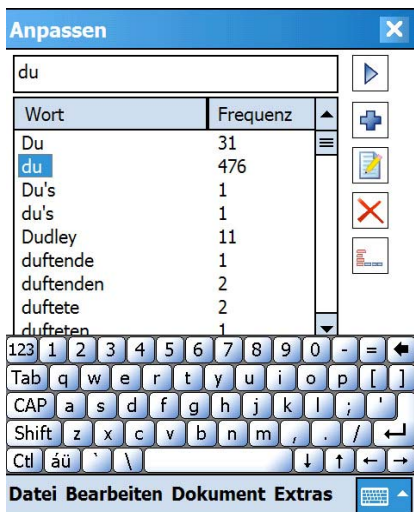 Anpassen
du
Wort Frequenz
Du 31
du 476
Du's 1
du's 1
Dudley 11
duftende 1
duftenden 2
duftete 2
dufteten 1
123 1 2 3 4 5 6 7 8 9 0 - =
Tab q w e r t y u i o p [ ]
CAP a s d f g h j k l ; '
Shift z x c v b n m , . /
Ctl áü ` \
Datei Bearbeiten Dokument Extras